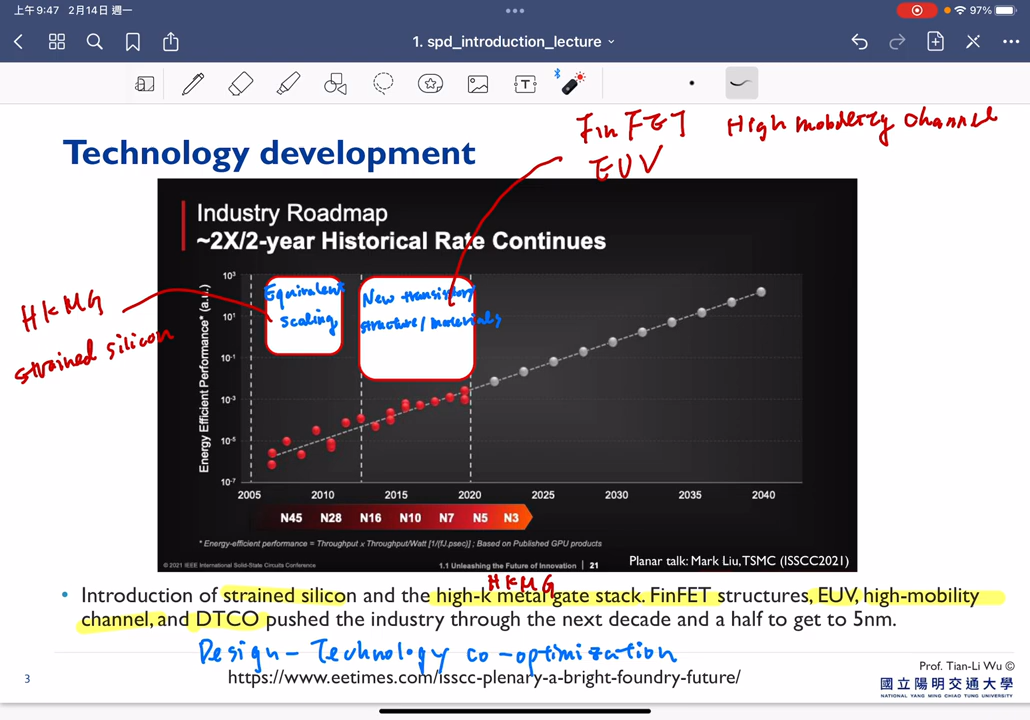 上午9:47 2月14日 週一
97%
1. spd_introduction_lecture
FinFET High mobility channel
EUV
Technology development
Industry Roadmap
~2X/2-year Historical Rate Continues
HKMG
strained silicon
Equivalent
scaling
New transistor
structure/materials
Energy Efficient Performance* (a.u.)
10³
10¹
10⁻¹
10⁻³
10⁻⁵
10⁻⁷
2005 2010 2015 2020 2025 2030 2035 2040
N45 N28 N16 N10 N7 N5 N3
* Energy-efficient performance = Throughput x Throughput/Watt [1/(fJ.psec)] ; Based on Published GPU products
Planar talk: Mark Liu, TSMC (ISSCC2021)
© 2021 IEEE International Solid-State Circuits Conference 1.1 Unleashing the Future of Innovation 21
HKMG
• Introduction of strained silicon and the high-k metal gate stack. FinFET structures, EUV, high-mobility
channel, and DTCO pushed the industry through the next decade and a half to get to 5nm.
Design-Technology co-optimization
https://www.eetimes.com/isscc-plenary-a-bright-foundry-future/
3
Prof. Tian-Li Wu ©
國立陽明交通大學
NATIONAL YANG MING CHIAO TUNG UNIVERSITY